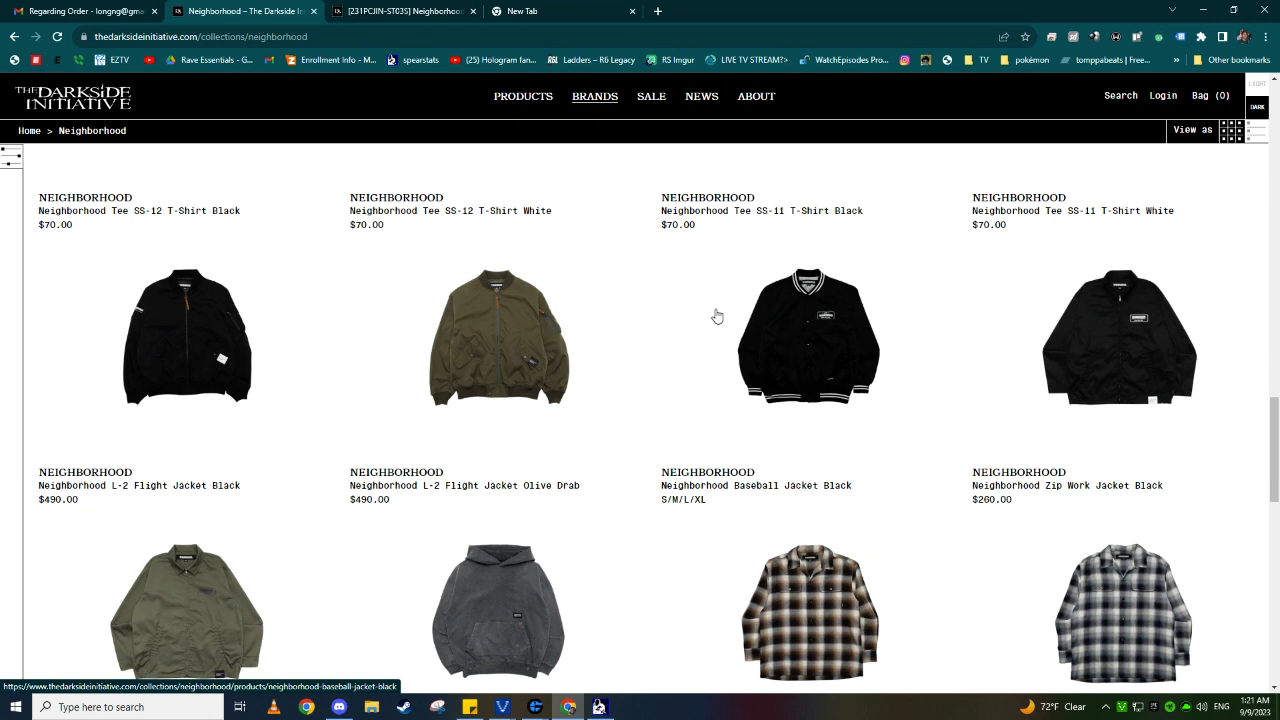 Regarding Order - longng@gma
Neighborhood – The Darkside In
[231PCJIN-ST03S] Neighborhood
New Tab
thedarksideinitiative.com/collections/neighborhood
EZTV
Rave Essentials - G...
Enrollment Info - M...
spearstats
(25) Hologram fan...
Ladders – R6 Legacy
RS Imgur
LIVE TV STREAM?>
WatchEpisodes Pro...
TV
pokémon
tomppabeats | Free...
Other bookmarks
THE DARKSIDE
INITIATIVE
PRODUCTS BRANDS SALE NEWS ABOUT
Search Login Bag (0)
LIGHT
DARK
Home > Neighborhood
View as
NEIGHBORHOOD NEIGHBORHOOD NEIGHBORHOOD NEIGHBORHOOD
Neighborhood Tee SS-12 T-Shirt Black Neighborhood Tee SS-12 T-Shirt White Neighborhood Tee SS-11 T-Shirt Black Neighborhood Tee SS-11 T-Shirt White
$70.00 $70.00 $70.00 $70.00
NEIGHBORHOOD NEIGHBORHOOD NEIGHBORHOOD NEIGHBORHOOD
Neighborhood L-2 Flight Jacket Black Neighborhood L-2 Flight Jacket Olive Drab Neighborhood Baseball Jacket Black Neighborhood Zip Work Jacket Black
$490.00 $490.00 S/M/L/XL $260.00
https://www.thedarksideinitiative.com/collections/neighborhood/products/neighborhood-baseball-jacket-black
Type here to search
72°F Clear
ENG
1:21 AM
9/9/2023